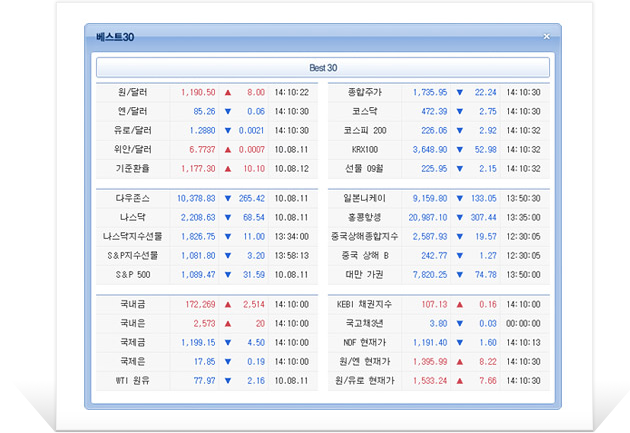 베스트30
Best 30
원/달러 1,190.50 ▲ 8.00 14:10:22
엔/달러 85.26 ▼ 0.06 14:10:30
유로/달러 1.2880 ▼ 0.0021 14:10:30
위안/달러 6.7737 ▲ 0.0007 10.08.11
기준환율 1,177.30 ▲ 10.10 10.08.12
종합주가 1,735.95 ▼ 22.24 14:10:30
코스닥 472.39 ▼ 2.75 14:10:30
코스피 200 226.06 ▼ 2.92 14:10:32
KRX100 3,648.90 ▼ 52.98 14:10:32
선물 09월 225.95 ▼ 2.15 14:10:32
다우존스 10,378.83 ▼ 265.42 10.08.11
나스닥 2,208.63 ▼ 68.54 10.08.11
나스닥지수선물 1,826.75 ▼ 11.00 13:34:00
S&P지수선물 1,081.80 ▼ 3.20 13:58:13
S&P 500 1,089.47 ▼ 31.59 10.08.11
일본니케이 9,159.80 ▼ 133.05 13:50:30
홍콩항생 20,987.10 ▼ 307.44 13:35:00
중국상해종합지수 2,587.93 ▼ 19.57 12:30:05
중국 상해 B 242.77 ▼ 1.27 12:30:05
대만 가권 7,820.25 ▼ 74.78 13:50:00
국내금 172,269 ▲ 2,514 14:10:00
국내은 2,573 ▲ 20 14:10:00
국제금 1,199.15 ▼ 4.50 14:10:00
국제은 17.85 ▼ 0.19 14:10:00
WTI 원유 77.97 ▼ 2.16 10.08.11
KEBI 채권지수 107.13 ▲ 0.16 14:10:00
국고채3년 3.80 ▼ 0.03 00:00:00
NDF 현재가 1,191.40 ▼ 1.60 14:10:13
원/엔 현재가 1,395.99 ▲ 8.22 14:10:30
원/유로 현재가 1,533.24 ▲ 7.66 14:10:30